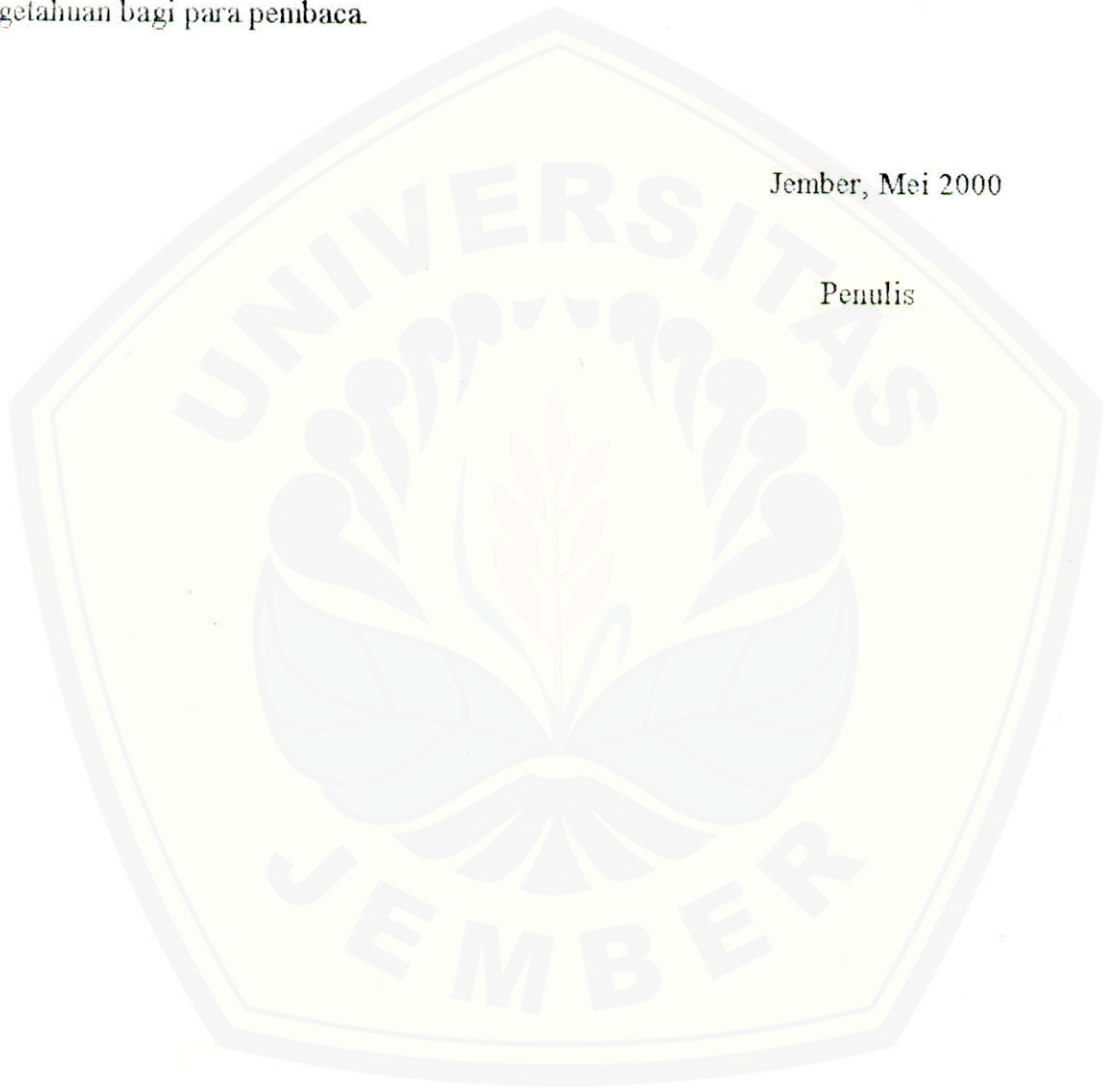 getahuan bagi para pembaca.
Jember, Mei 2000
Penulis
UNIVERSITAS
JEMBER